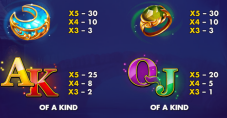 X5 – 30
X4 – 10
X3 – 3
X5 – 30
X4 – 10
X3 – 3
AK
X5 – 25
X4 – 8
X3 – 2
OF A KIND
QJ
X5 – 20
X4 – 5
X3 – 1
OF A KIND